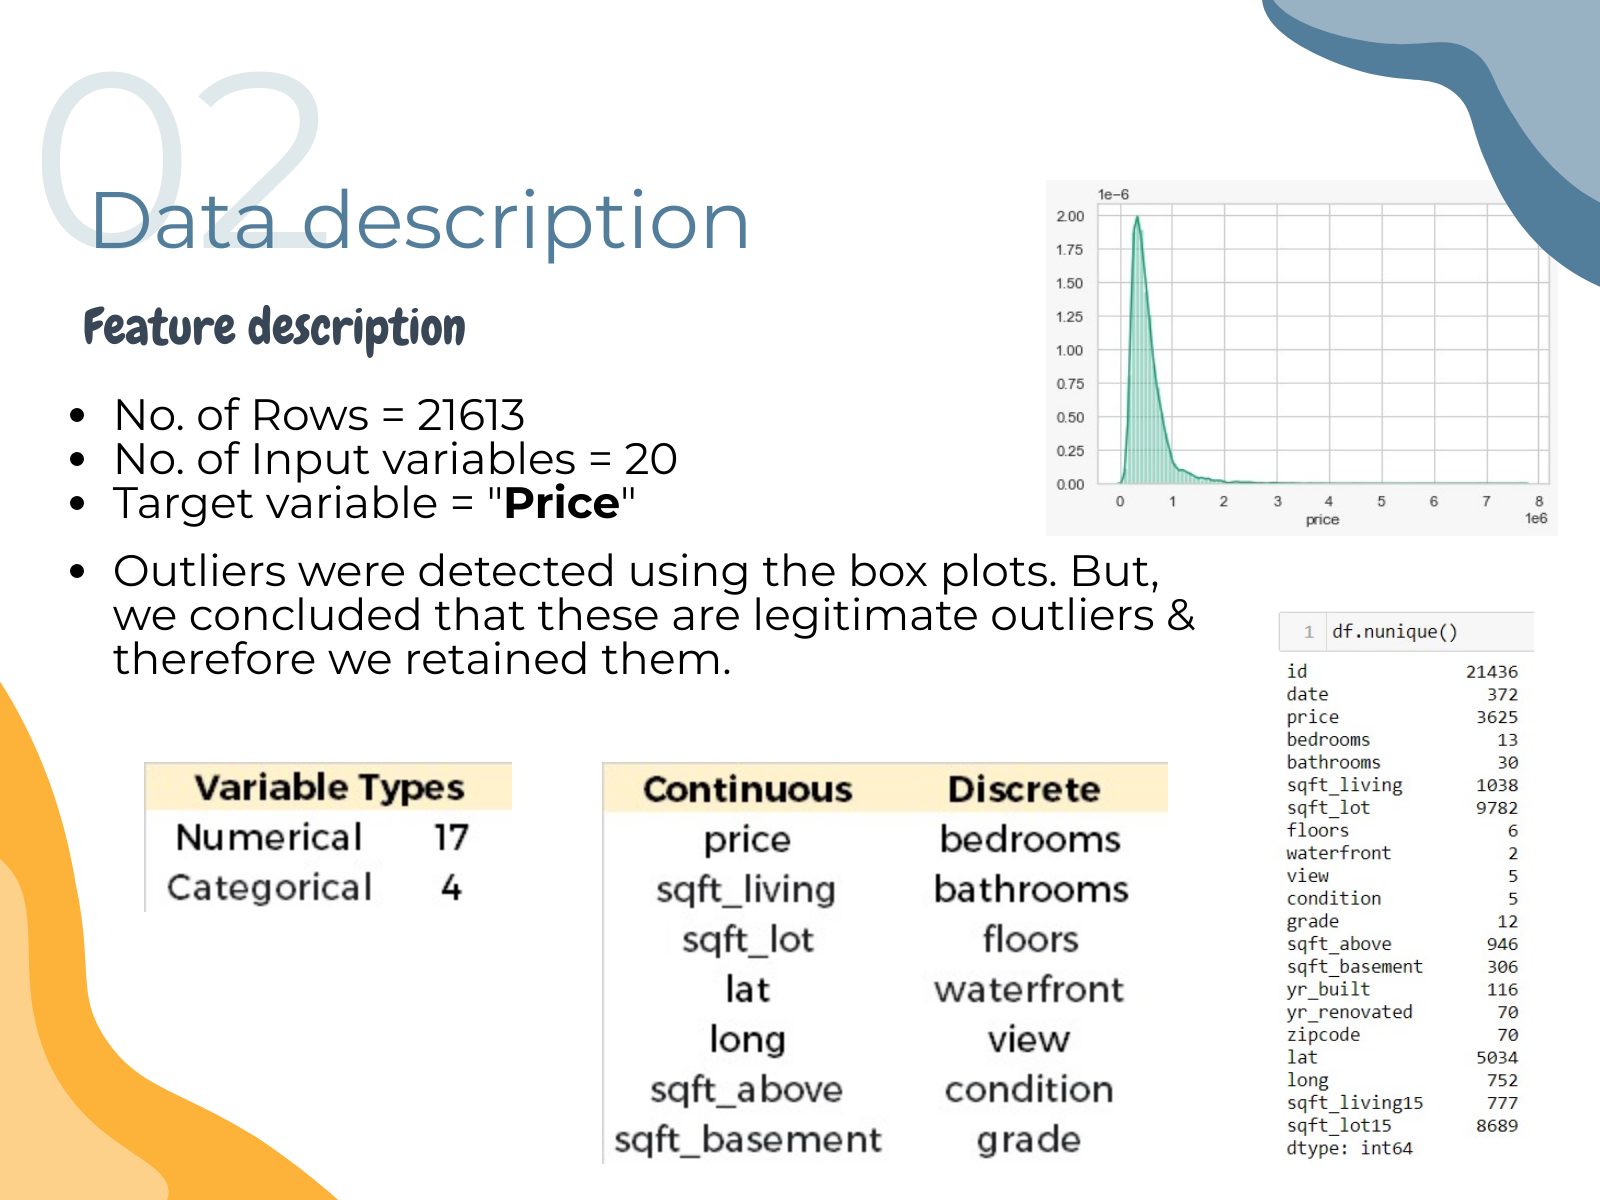 02
Data description
Feature description
No. of Rows = 21613
No. of Input variables = 20
Target variable = "Price"
Outliers were detected using the box plots. But,
we concluded that these are legitimate outliers &
therefore we retained them.
1e−6
2.00
1.75
1.50
1.25
1.00
0.75
0.50
0.25
0.00
0 1 2 3 4 5 6 7 8
price 1e6
Variable Types
Numerical 17
Categorical 4
Continuous Discrete
price bedrooms
sqft_living bathrooms
sqft_lot floors
lat waterfront
long view
sqft_above condition
sqft_basement grade
1 df.nunique()
id 21436
date 372
price 3625
bedrooms 13
bathrooms 30
sqft_living 1038
sqft_lot 9782
floors 6
waterfront 2
view 5
condition 5
grade 12
sqft_above 946
sqft_basement 306
yr_built 116
yr_renovated 70
zipcode 70
lat 5034
long 752
sqft_living15 777
sqft_lot15 8689
dtype: int64